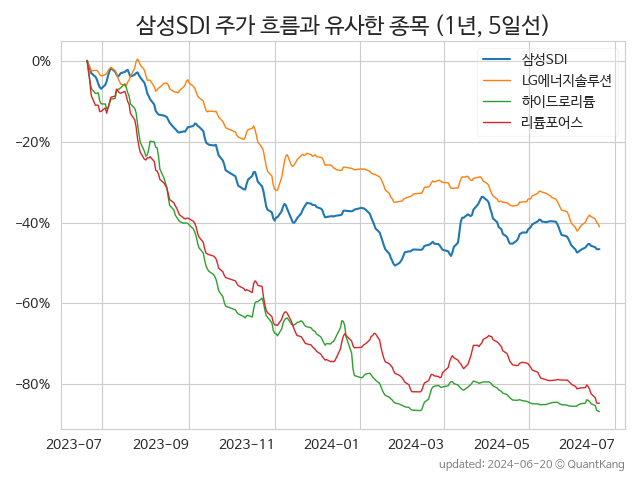 삼성SDI 주가 흐름과 유사한 종목 (1년, 5일선)
삼성SDI
LG에너지솔루션
하이드로리튬
리튬포어스
0%
−20%
−40%
−60%
−80%
2023-07 2023-09 2023-11 2024-01 2024-03 2024-05 2024-07
updated: 2024-06-20 © QuantKang